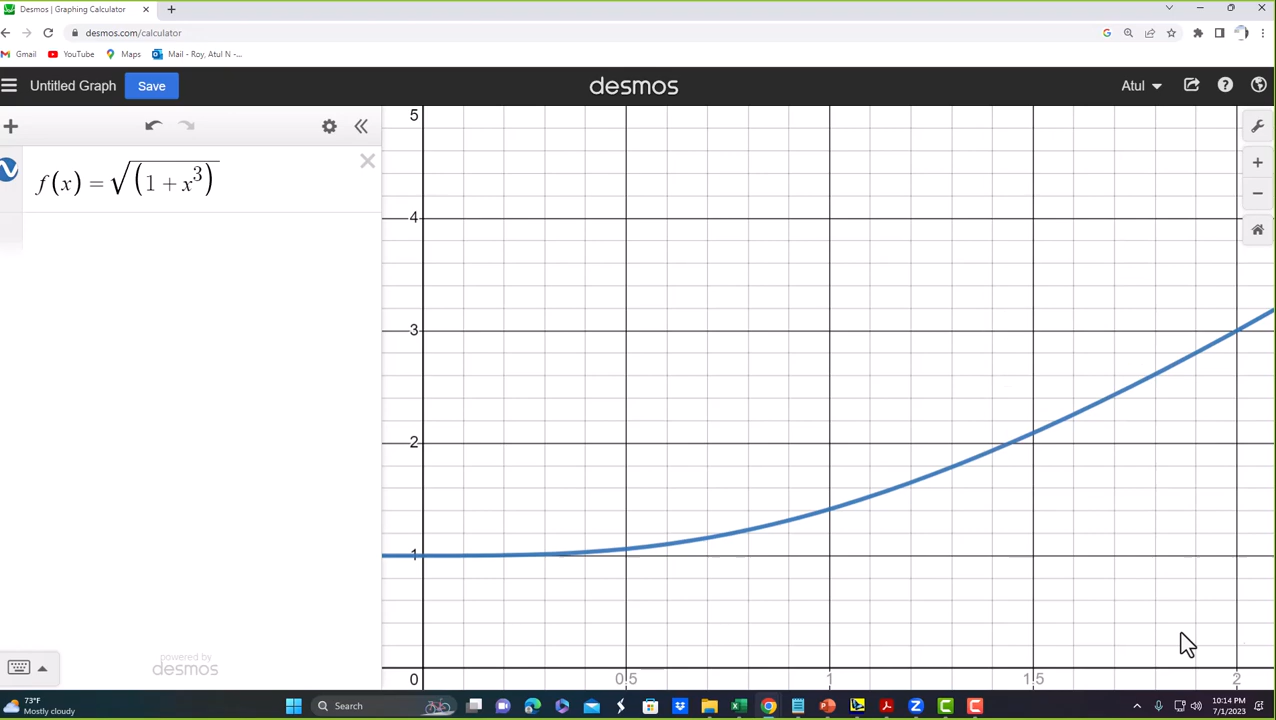 Desmos | Graphing Calculator
desmos.com/calculator
Gmail YouTube Maps Mail - Roy, Atul N -...
Untitled Graph Save desmos Atul
f(x) = √(1 + x³)
5
4
3
2
1
0 0.5 1 1.5 2
powered by
desmos
73°F
Mostly cloudy
Search
10:14 PM
7/1/2023